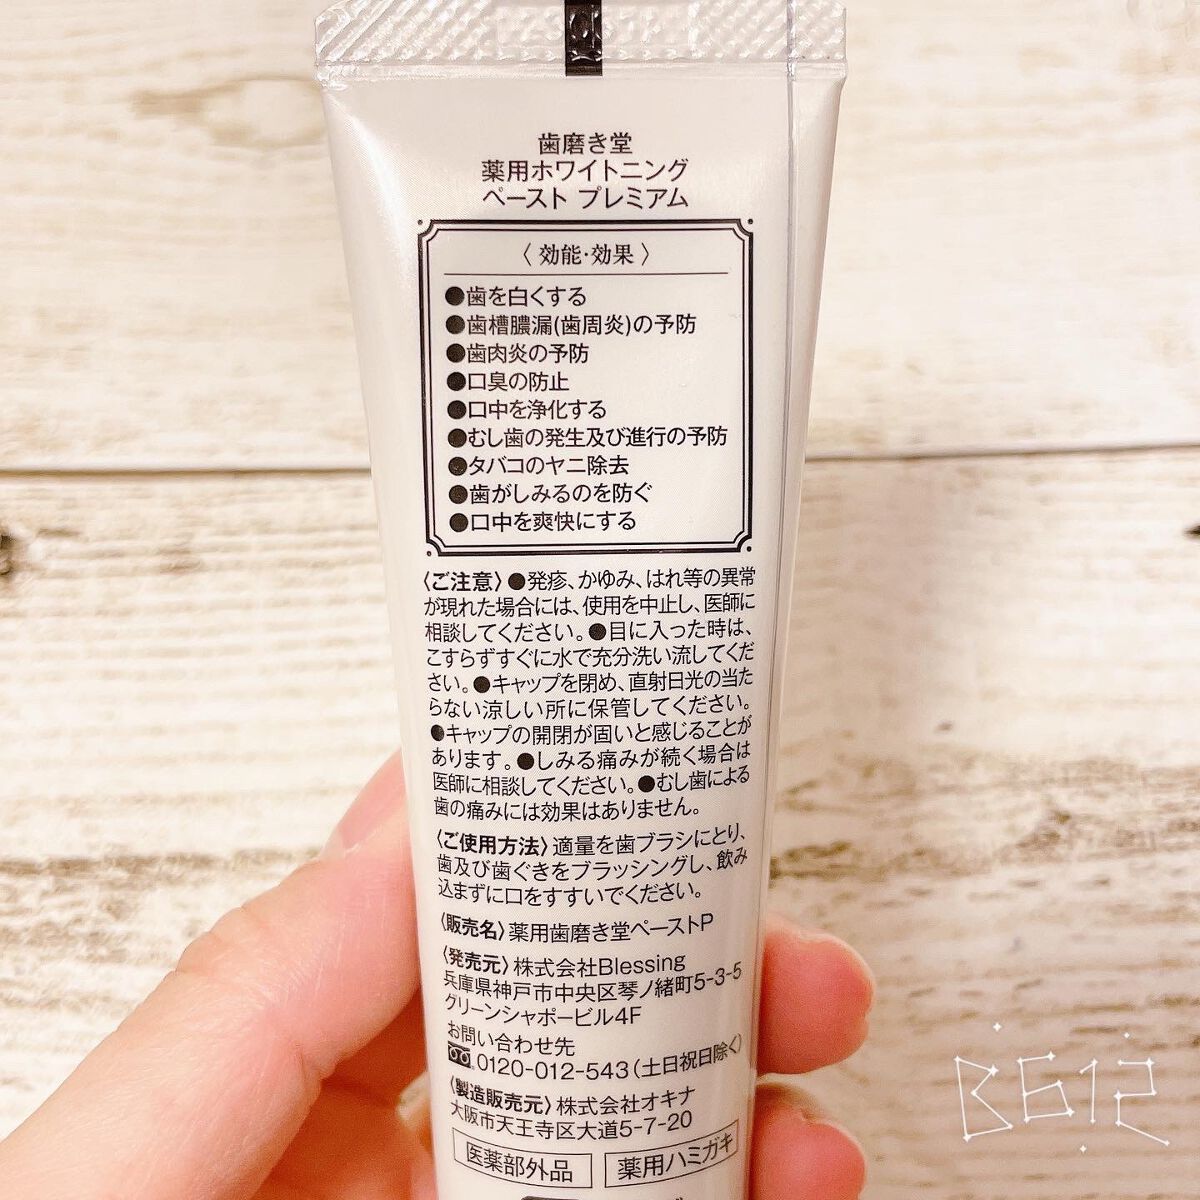 歯磨き堂
薬用ホワイトニング
ペースト プレミアム
〈 効能·効果 〉
●歯を白くする
●歯槽膿漏(歯周炎)の予防
●歯肉炎の予防
●口臭の防止
●口中を浄化する
●むし歯の発生及び進行の予防
●タバコのヤニ除去
●歯がしみるのを防ぐ
●口中を爽快にする
〈ご注意〉●発疹、かゆみ、はれ等の異常
が現れた場合には、使用を中止し、医師に
相談してください。●目に入った時は、
こすらずすぐに水で充分洗い流してくだ
さい。●キャップを閉め、直射日光の当た
らない涼しい所に保管してください。
●キャップの開閉が固いと感じることが
あります。●しみる痛みが続く場合は
医師に相談してください。●むし歯による
歯の痛みには効果はありません。
〈ご使用方法〉適量を歯ブラシにとり、
歯及び歯ぐきをブラッシングし、飲み
込まずに口をすすいでください。
〈販売名〉薬用歯磨き堂ペーストP
〈発売元〉株式会社Blessing
兵庫県神戸市中央区琴ノ緒町5-3-5
グリーンシャポービル4F
お問い合わせ先
0120-012-543(土日祝日除く)
〈製造販売元〉株式会社オキナ
大阪市天王寺区大道5-7-20
医薬部外品 薬用ハミガキ
B612